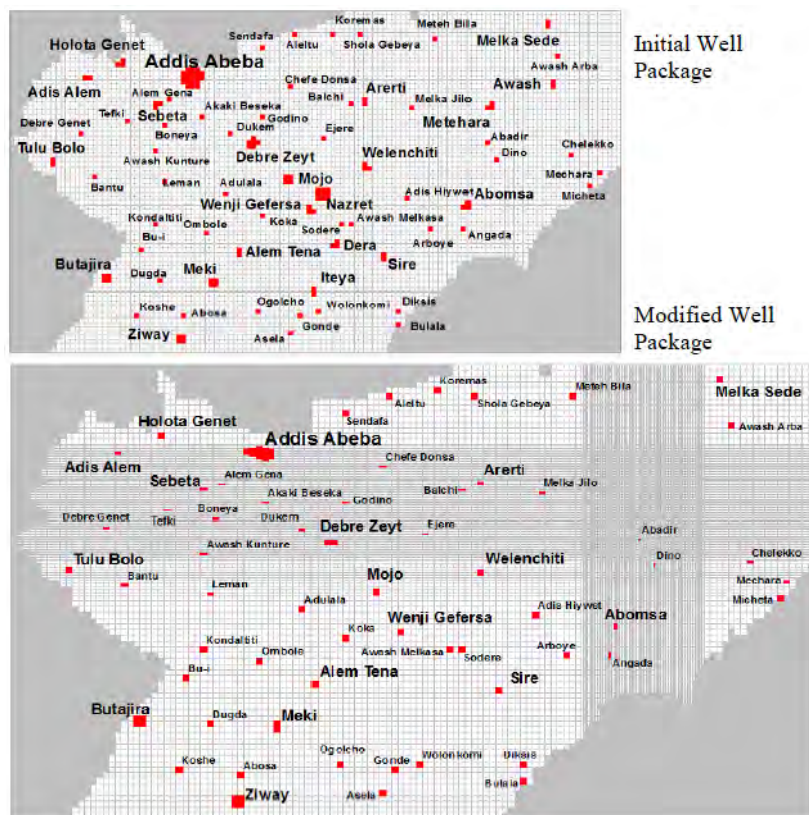 Koremas
Meteh Bila
Sendafa
Aleltu
Shola Gebeya
Melka Sede
Initial Well
Holota Genet
Awash Arba
Package
Addis Abeba
Adis Alem
Chefe Donsa
Arerti
Awash
Alem Gena
Balchi
Melka Jilo
Tefki
Sebeta
Akaki Beseka
Godino
Metehara
Debre Genet
Boneya
Dukem
Ejere
Abadir
Tulu Bolo
Awash Kunture
Debre Zeyt
Welenchiti
Dino
Chelekko
Bantu
Leman
Adulala
Mojo
Adis Hiywet
Abomsa
Mechara
Micheta
Wenji Gefersa
Nazret
Kondaltiti
Ombole
Koka
Sodere
Awash Melkasa
Bu-i
Alem Tena
Dera
Arboye
Angada
Butajira
Dugda
Meki
Iteya
Sire
Koshe
Abosa
Ogolcho
Wolonkomi
Diksis
Modified Well
Ziway
Asela
Gonde
Bulala
Package
Koremas
Meteh Bila
Aleltu
Shola Gebeya
Melka Sede
Holota Genet
Sendafa
Awash Arba
Addis Abeba
Adis Alem
Chefe Donsa
Sebeta
Alem Gena
Arerti
Akaki Beseka
Balchi
Melka Jilo
Debre Genet
Tefki
Boneya
Dukem
Godino
Debre Zeyt
Ejere
Abadir
Tulu Bolo
Awash Kunture
Welenchiti
Dino
Chelekko
Bantu
Leman
Mojo
Mechara
Adulala
Wenji Gefersa
Adis Hiywet
Abomsa
Micheta
Kondaltiti
Ombole
Koka
Awash Melkasa
Sodere
Arboye
Angada
Bu-i
Alem Tena
Sire
Butajira
Dugda
Meki
Koshe
Abosa
Ogolcho
Gonde
Wolonkomi
Diksis
Ziway
Asela
Bulala